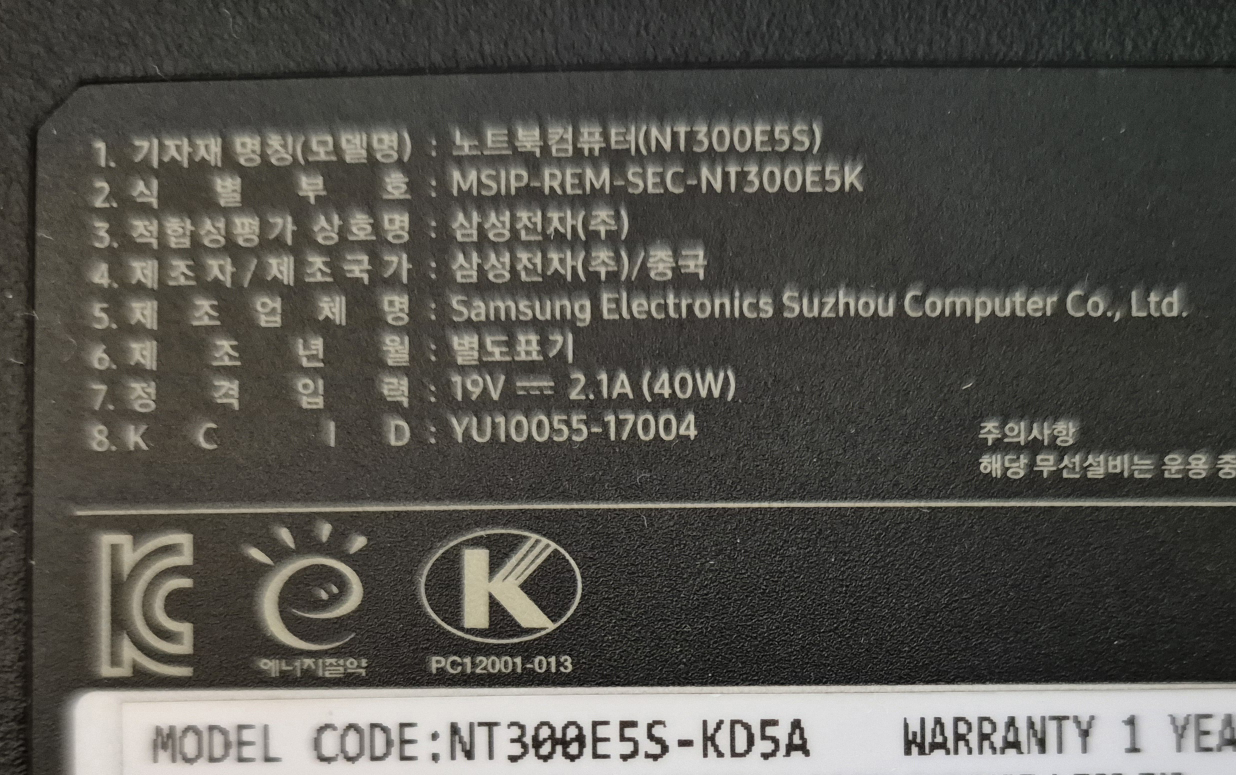 1. 기자재 명칭(모델명) : 노트북컴퓨터(NT300E5S)
2. 식 별 부 호 : MSIP-REM-SEC-NT300E5K
3. 적합성평가 상호명 : 삼성전자(주)
4. 제조자/제조국가 : 삼성전자(주)/중국
5. 제 조 업 체 명 : Samsung Electronics Suzhou Computer Co., Ltd.
6. 제 조 년 월 : 별도표기
7. 정 격 입 력 : 19V ⎓ 2.1A (40W)
8. K C I D : YU10055-17004
주의사항
해당 무선설비는 운용 중
에너지절약
PC12001-013
MODEL CODE:NT300E5S-KD5A WARRANTY 1 YEA